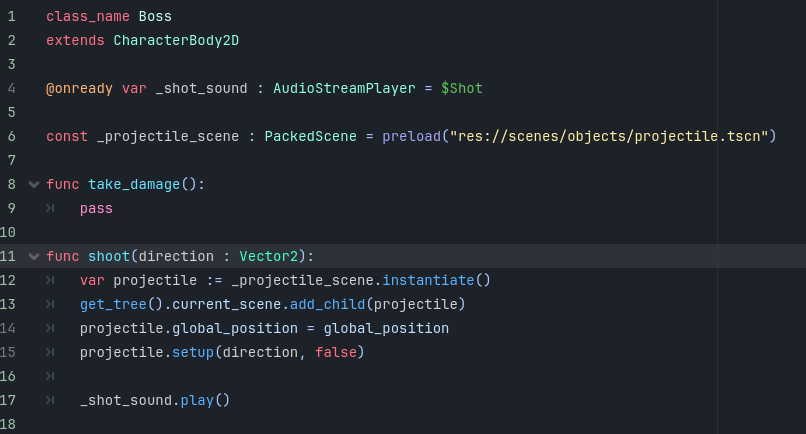 1 class_name Boss
2 extends CharacterBody2D
3
4 @onready var _shot_sound : AudioStreamPlayer = $Shot
5
6 const _projectile_scene : PackedScene = preload("res://scenes/objects/projectile.tscn")
7
8 func take_damage():
9 pass
10
11 func shoot(direction : Vector2):
12 var projectile := _projectile_scene.instantiate()
13 get_tree().current_scene.add_child(projectile)
14 projectile.global_position = global_position
15 projectile.setup(direction, false)
16
17 _shot_sound.play()
18